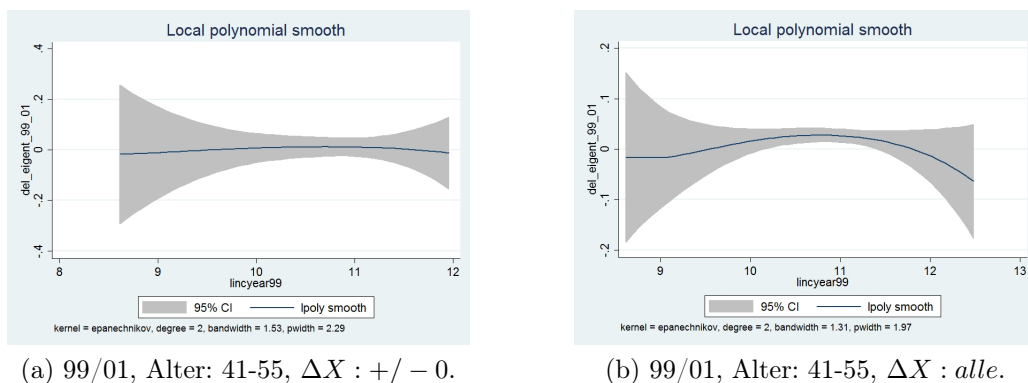 Local polynomial smooth
.4
.2
0
-.2
-.4
del_eigent_99_01
8 9 10 11 12
lincyear99
95% CI lpoly smooth
kernel = epanechnikov, degree = 2, bandwidth = 1.53, pwidth = 2.29
(a) 99/01, Alter: 41-55, ΔX : +/ − 0.
Local polynomial smooth
.2
.1
0
-.1
-.2
del_eigent_99_01
9 10 11 12 13
lincyear99
95% CI lpoly smooth
kernel = epanechnikov, degree = 2, bandwidth = 1.31, pwidth = 1.97
(b) 99/01, Alter: 41-55, ΔX : alle.